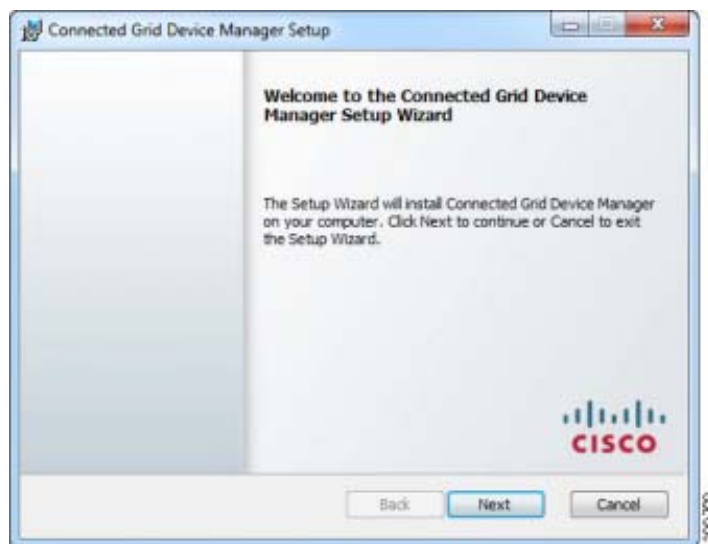 Connected Grid Device Manager Setup
Welcome to the Connected Grid Device
Manager Setup Wizard
The Setup Wizard will install Connected Grid Device Manager
on your computer. Click Next to continue or Cancel to exit
the Setup Wizard.
CISCO
Back
Next
Cancel